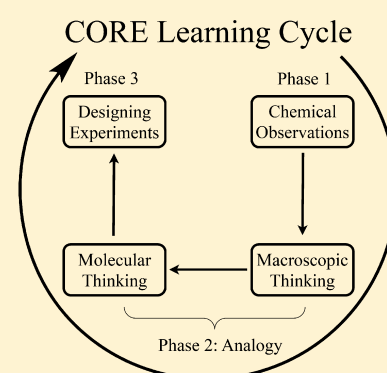 CORE Learning Cycle
Phase 3
Phase 1
Designing
Experiments
Chemical
Observations
Molecular
Thinking
Macroscopic
Thinking
Phase 2: Analogy